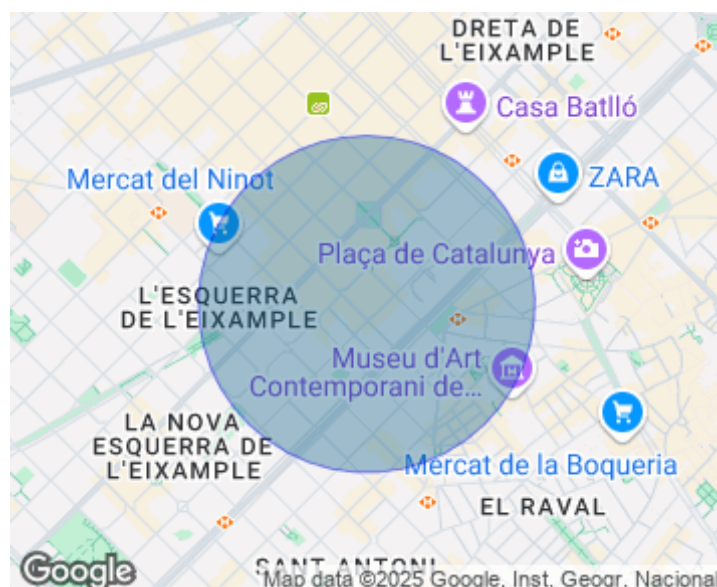 DRETA DE
L'EIXAMPLE
Casa Batlló
Mercat del Ninot
ZARA
Plaça de Catalunya
L'ESQUERRA
DE L'EIXAMPLE
Museu d'Art
Contemporani de...
LA NOVA
ESQUERRA DE
L'EIXAMPLE
Mercat de la Boqueria
EL RAVAL
SANT ANTONI
Google
Map data ©2025 Google, Inst. Geogr. Nacional